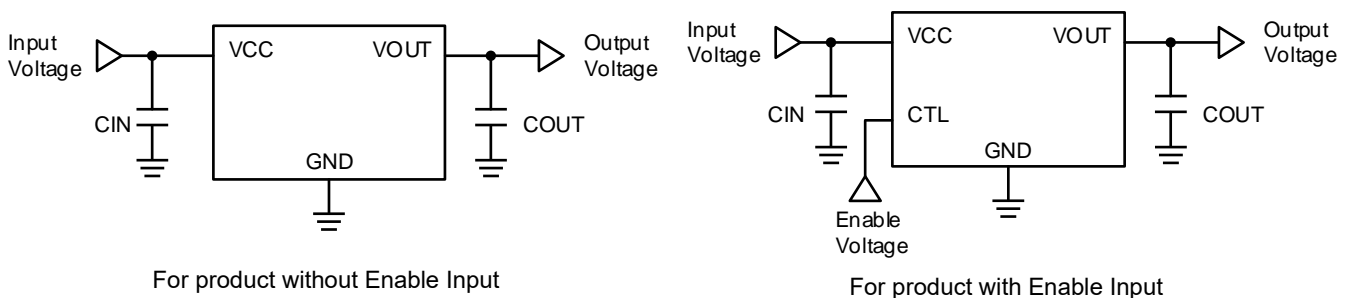 Input
Voltage
VCC
VOUT
Output
Voltage
CIN
COUT
GND
For product without Enable Input
Input
Voltage
VCC
VOUT
Output
Voltage
CIN
CTL
COUT
GND
Enable
Voltage
For product with Enable Input